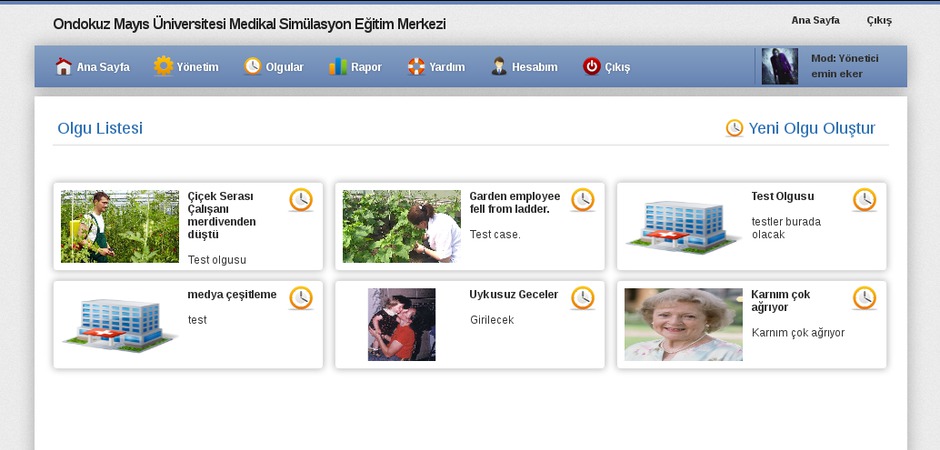 Ondokuz Mayıs Üniversitesi Medikal Simülasyon Eğitim Merkezi
Ana Sayfa
Çıkış
Ana Sayfa
Yönetim
Olgular
Rapor
Yardım
Hesabım
Çıkış
Mod: Yönetici
emin eker
Olgu Listesi
Yeni Olgu Oluştur
Çiçek Serası
Çalışanı
merdivenden
düştü
Test olgusu
Garden employee
fell from ladder.
Test case.
Test Olgusu
testler burada
olacak
medya çeşitleme
test
Uykusuz Geceler
Girilecek
Karnım çok
ağrıyor
Karnım çok ağrıyor